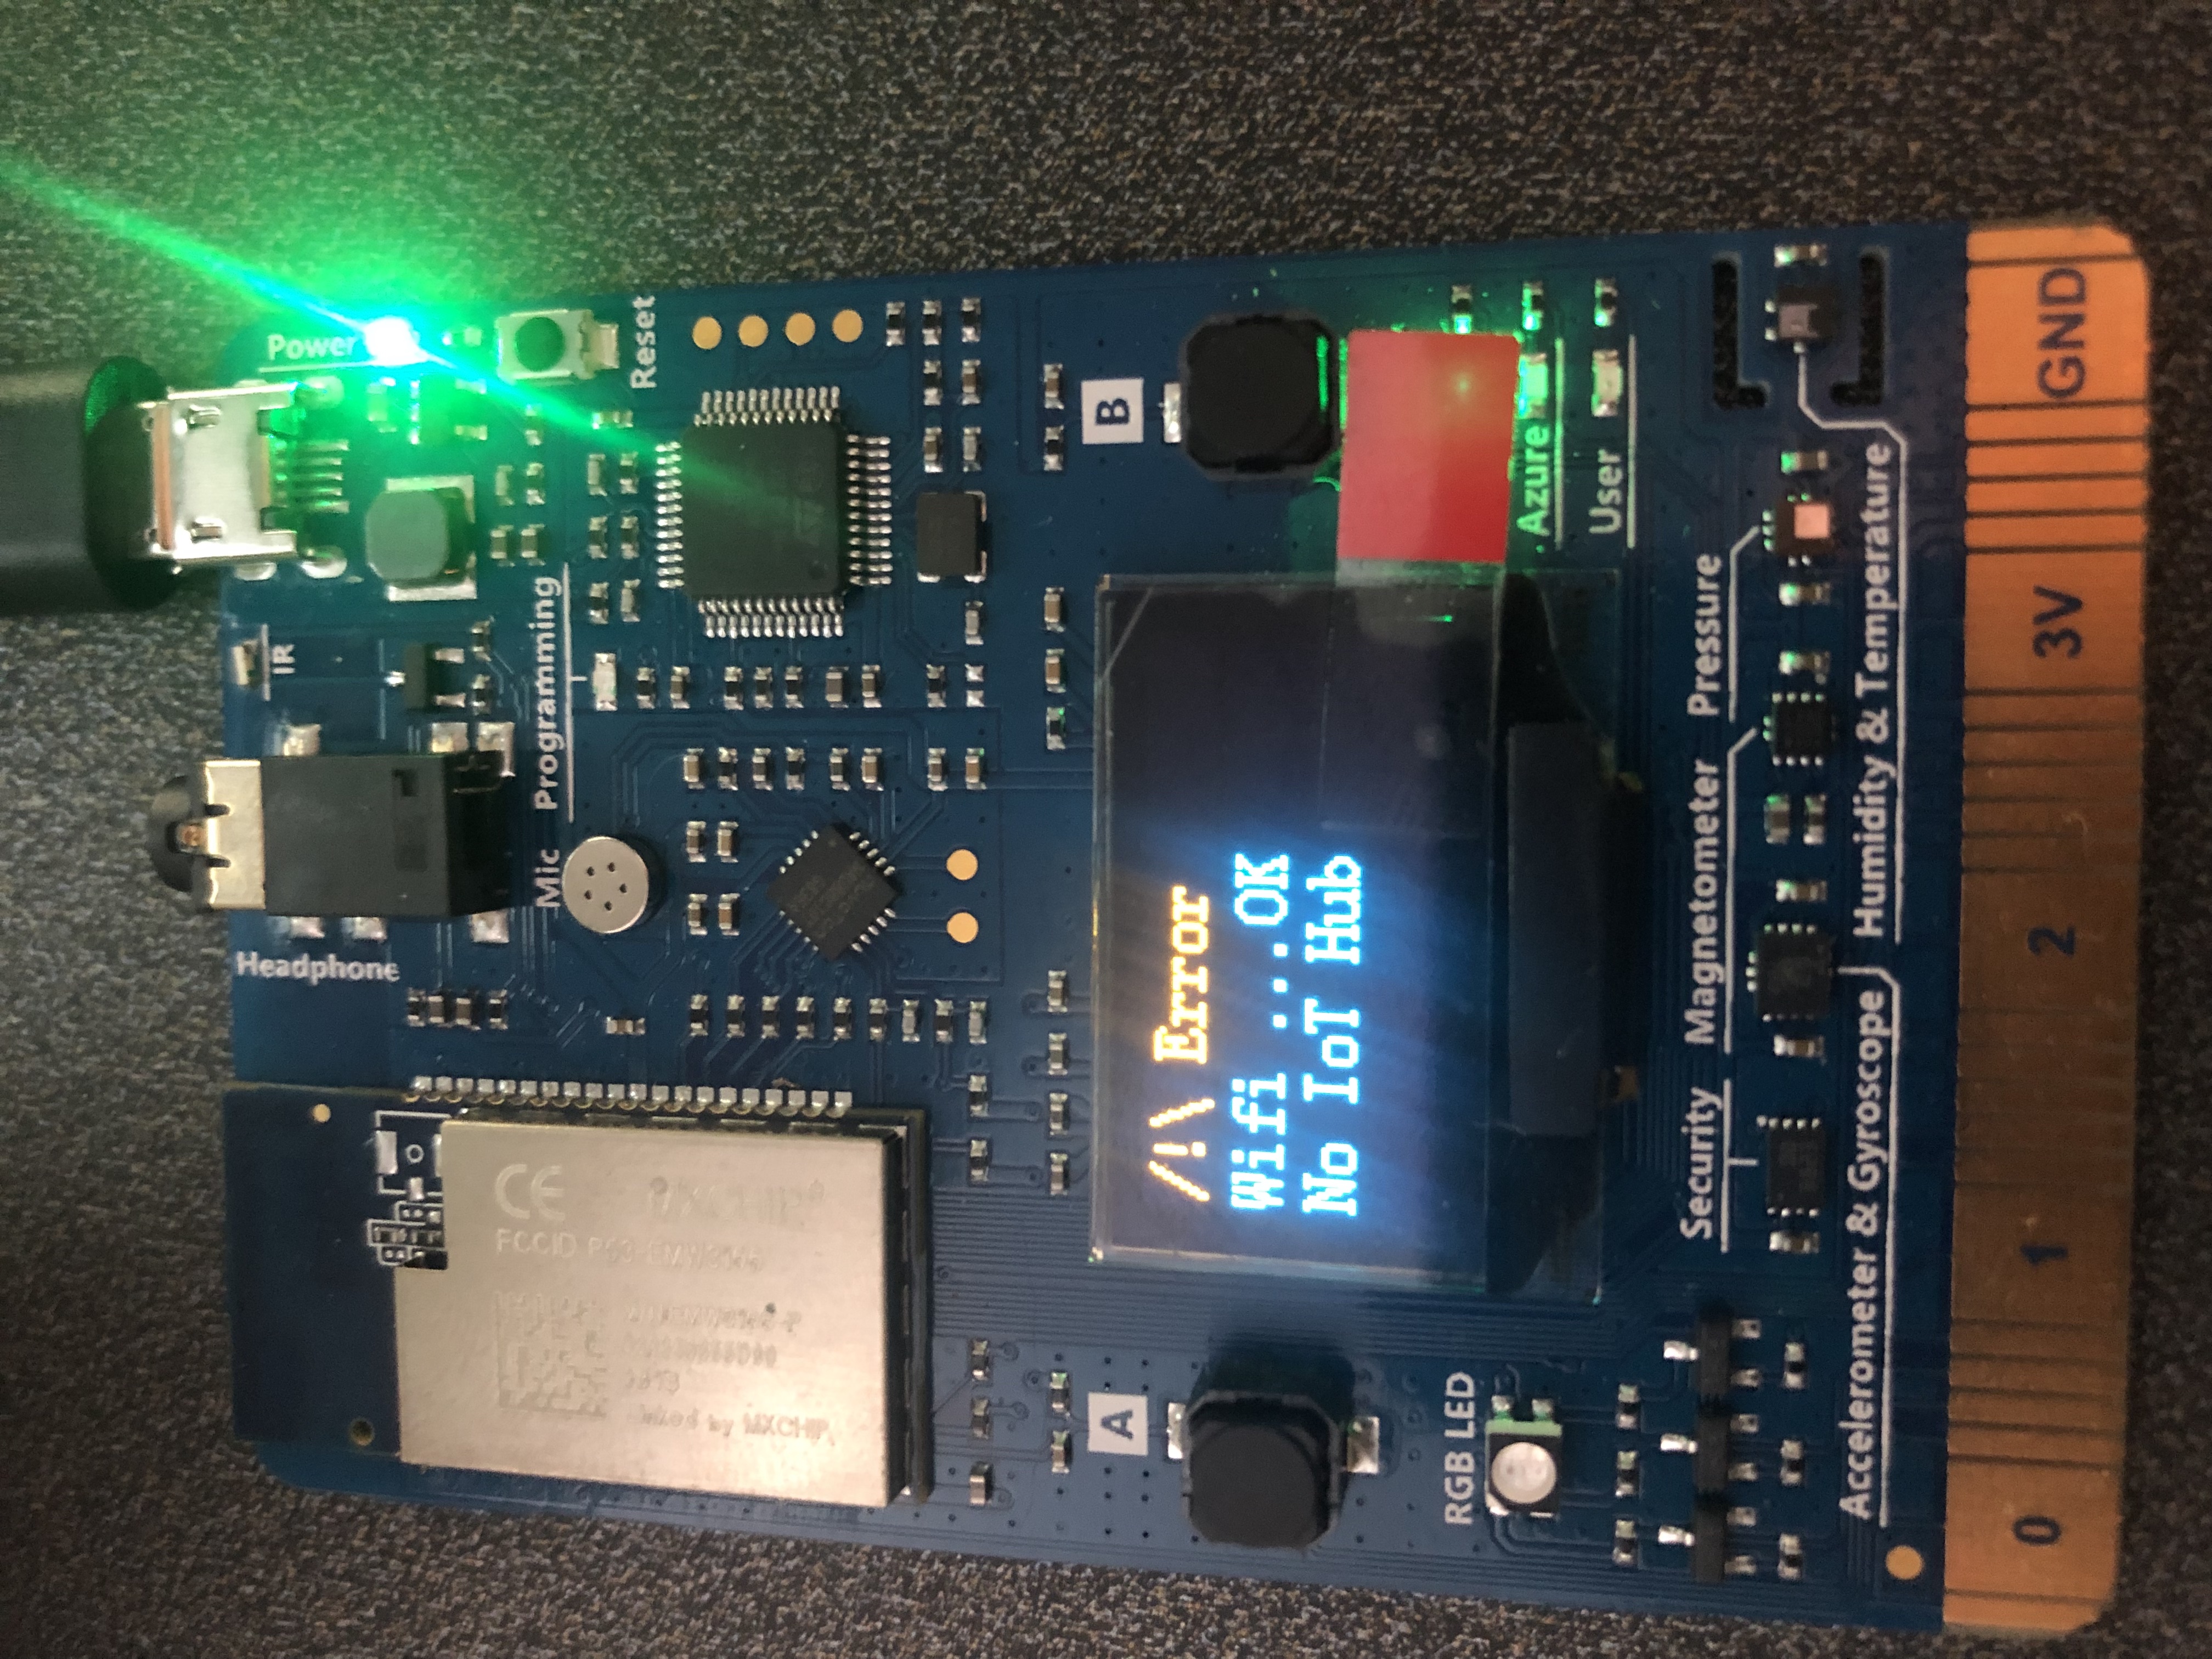 Headphone
IR
Power
CE
Mic
Programming
Reset
A
B
/!\ Error
Wifi ...OK
No IoT Hub
RGB LED
Azure
User
Security
Magnetometer
Pressure
Accelerometer & Gyroscope
Humidity & Temperature
0
1
2
3V
GND